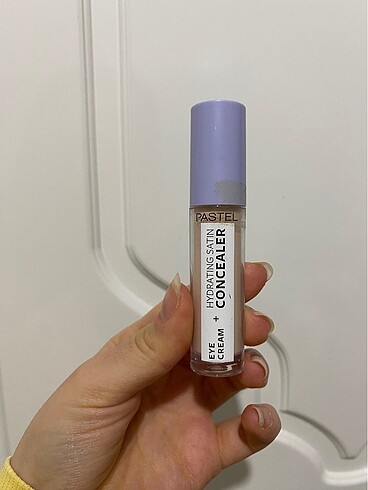 PASTEL
EYE
CREAM + HYDRATING SATIN
CONCEALER